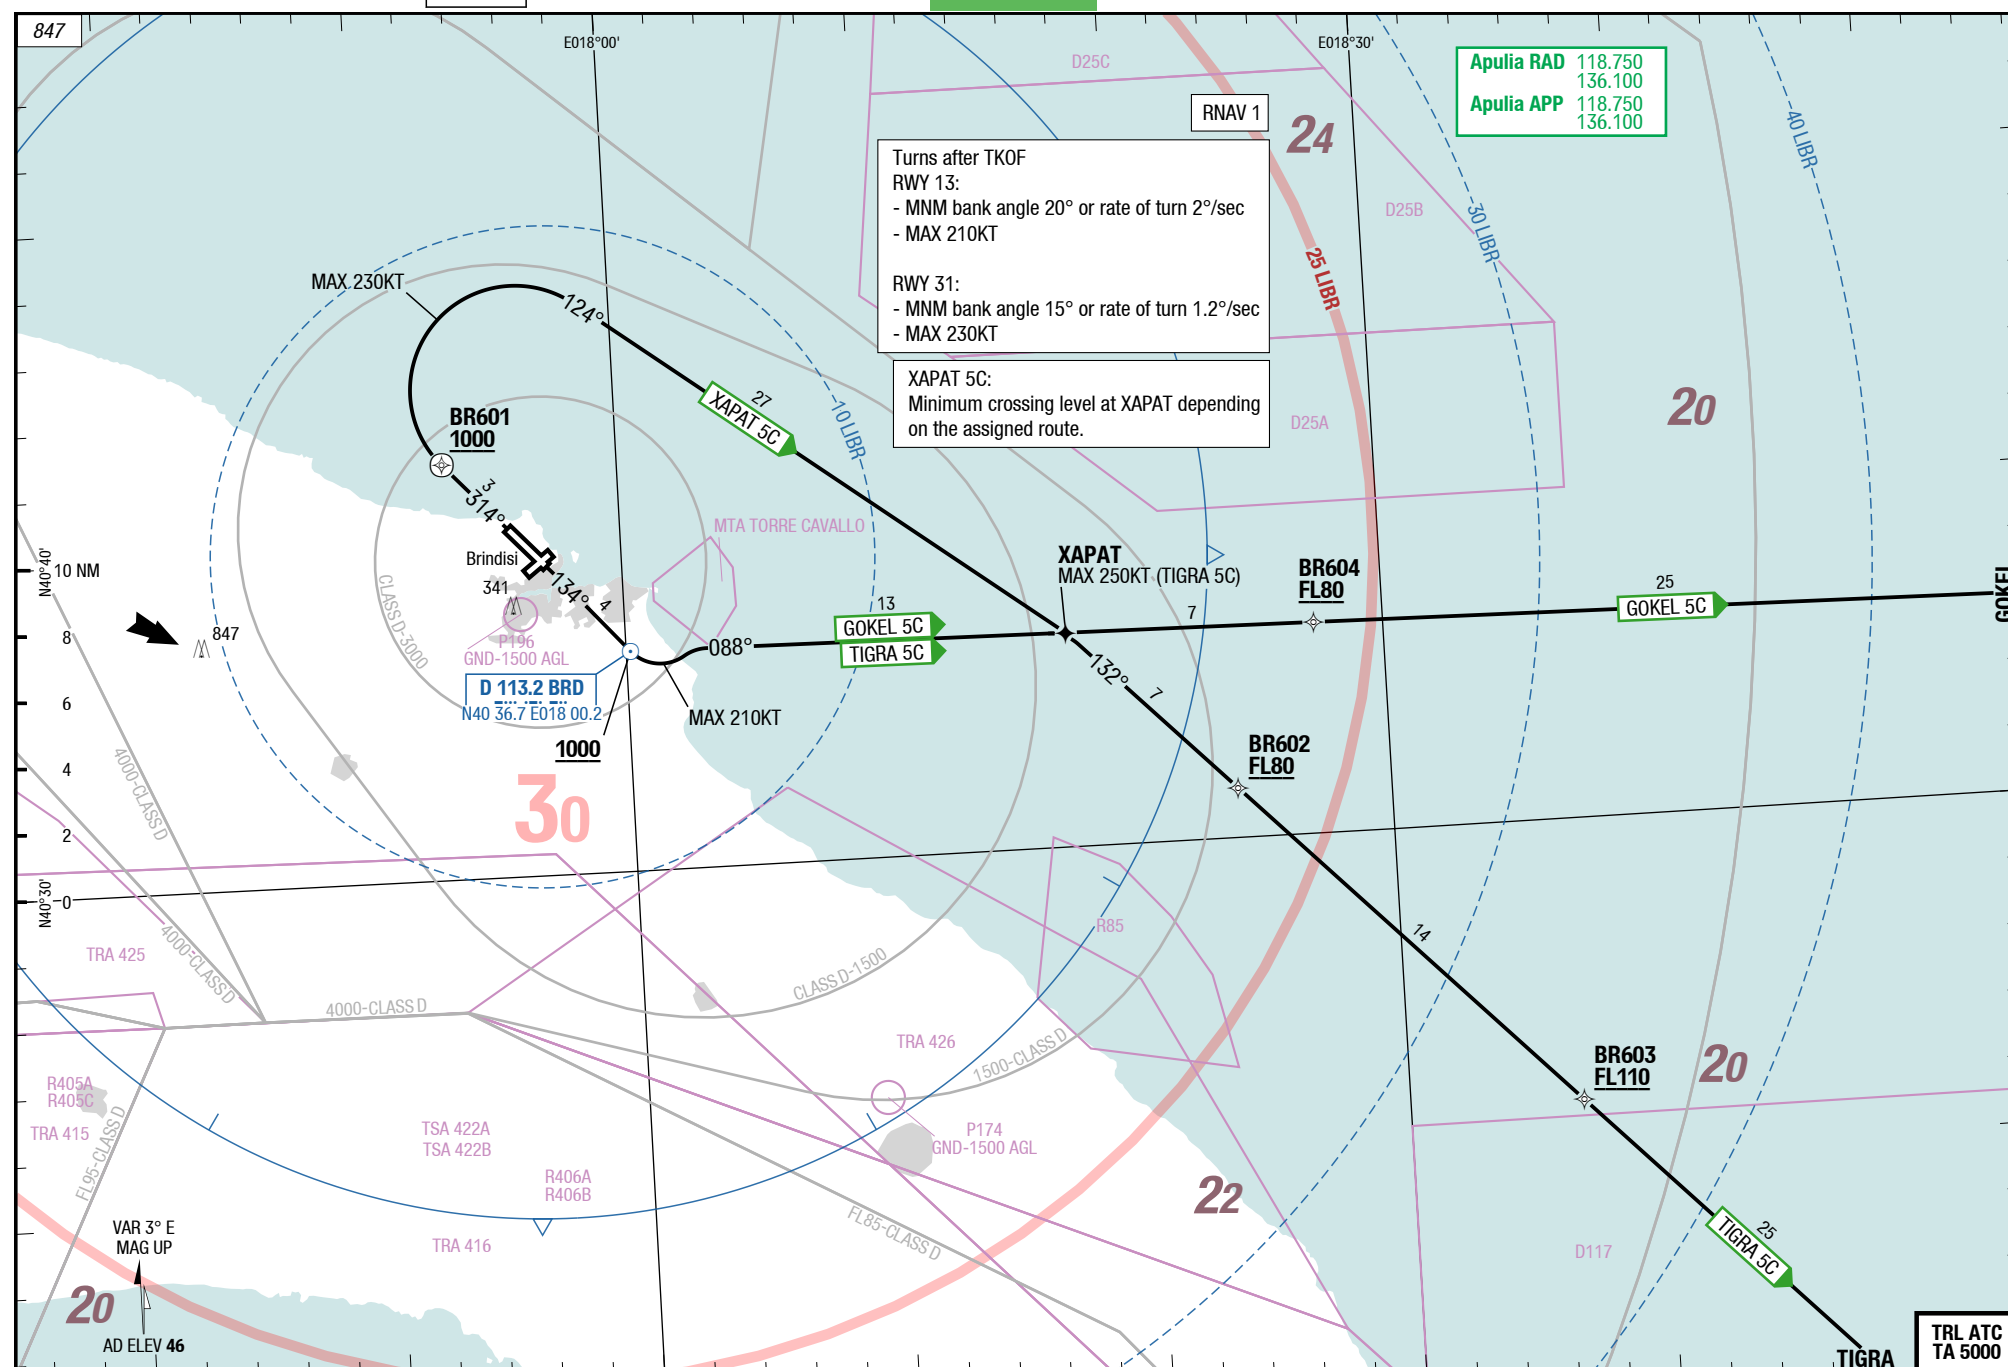 847
E018°00'
E018°30'
D25C
Apulia RAD 118.750
136.100
Apulia APP 118.750
136.100
RNAV 1
24
40 LIBR
Turns after TKOF
RWY 13:
- MNM bank angle 20° or rate of turn 2°/sec
- MAX 210KT
RWY 31:
- MNM bank angle 15° or rate of turn 1.2°/sec
- MAX 230KT
D25B
30 LIBR
25 LIBR
MAX 230KT
124°
XAPAT 5C:
Minimum crossing level at XAPAT depending
on the assigned route.
27
XAPAT 5C
10 LIBR
D25A
20
BR601
1000
3
314°
MTA TORRE CAVALLO
Brindisi
341
134°
4
CLASS D-3000
N40°40'
10 NM
8
6
4
2
0
847
P196
GND-1500 AGL
D 113.2 BRD
N40 36.7 E018 00.2
1000
088°
MAX 210KT
13
GOKEL 5C
TIGRA 5C
XAPAT
MAX 250KT (TIGRA 5C)
7
BR604
FL80
25
GOKEL 5C
GOKEL
132°
7
BR602
FL80
30
4000-CLASS D
N40°30'
TRA 425
4000-CLASS D
4000-CLASS D
CLASS D-1500
R85
14
TRA 426
1500-CLASS D
BR603
FL110
20
R405A
R405C
TRA 415
FL95-CLASS D
TSA 422A
TSA 422B
P174
GND-1500 AGL
R406A
R406B
22
FL85-CLASS D
TRA 416
VAR 3° E
MAG UP
20
AD ELEV 46
D117
25
TIGRA 5C
TIGRA
TRL ATC
TA 5000